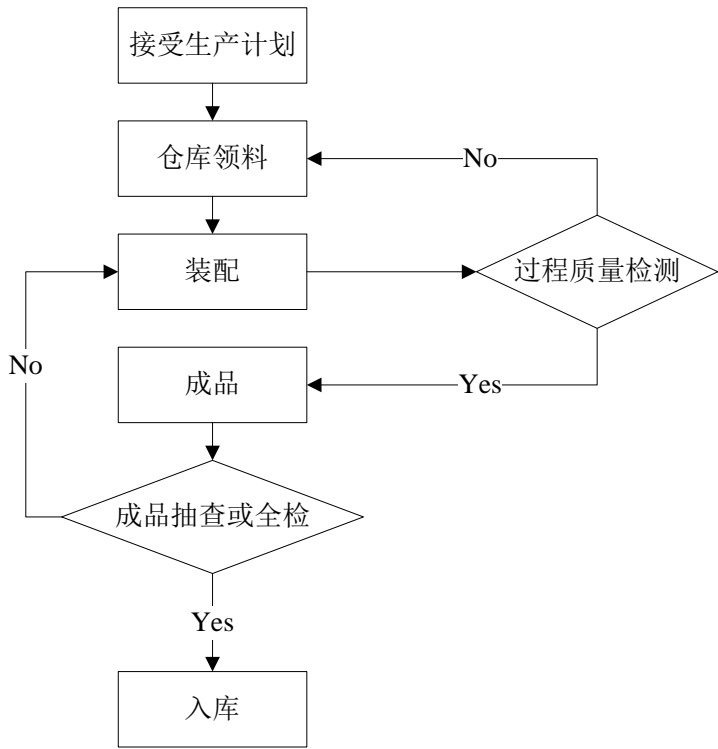 接受生产计划
仓库领料
No
装配
过程质量检测
No
成品
Yes
成品抽查或全检
Yes
入库